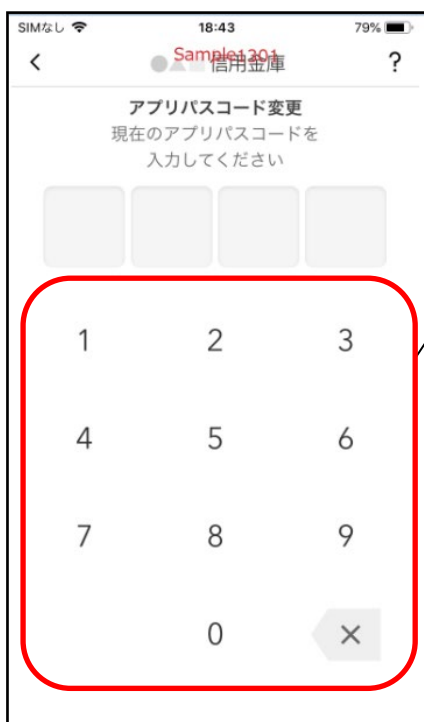 SIMなし 18:43 79%
< ●▲■信用金庫 ?
Sample1301
アプリパスコード変更
現在のアプリパスコードを
入力してください
1 2 3
4 5 6
7 8 9
0 ×